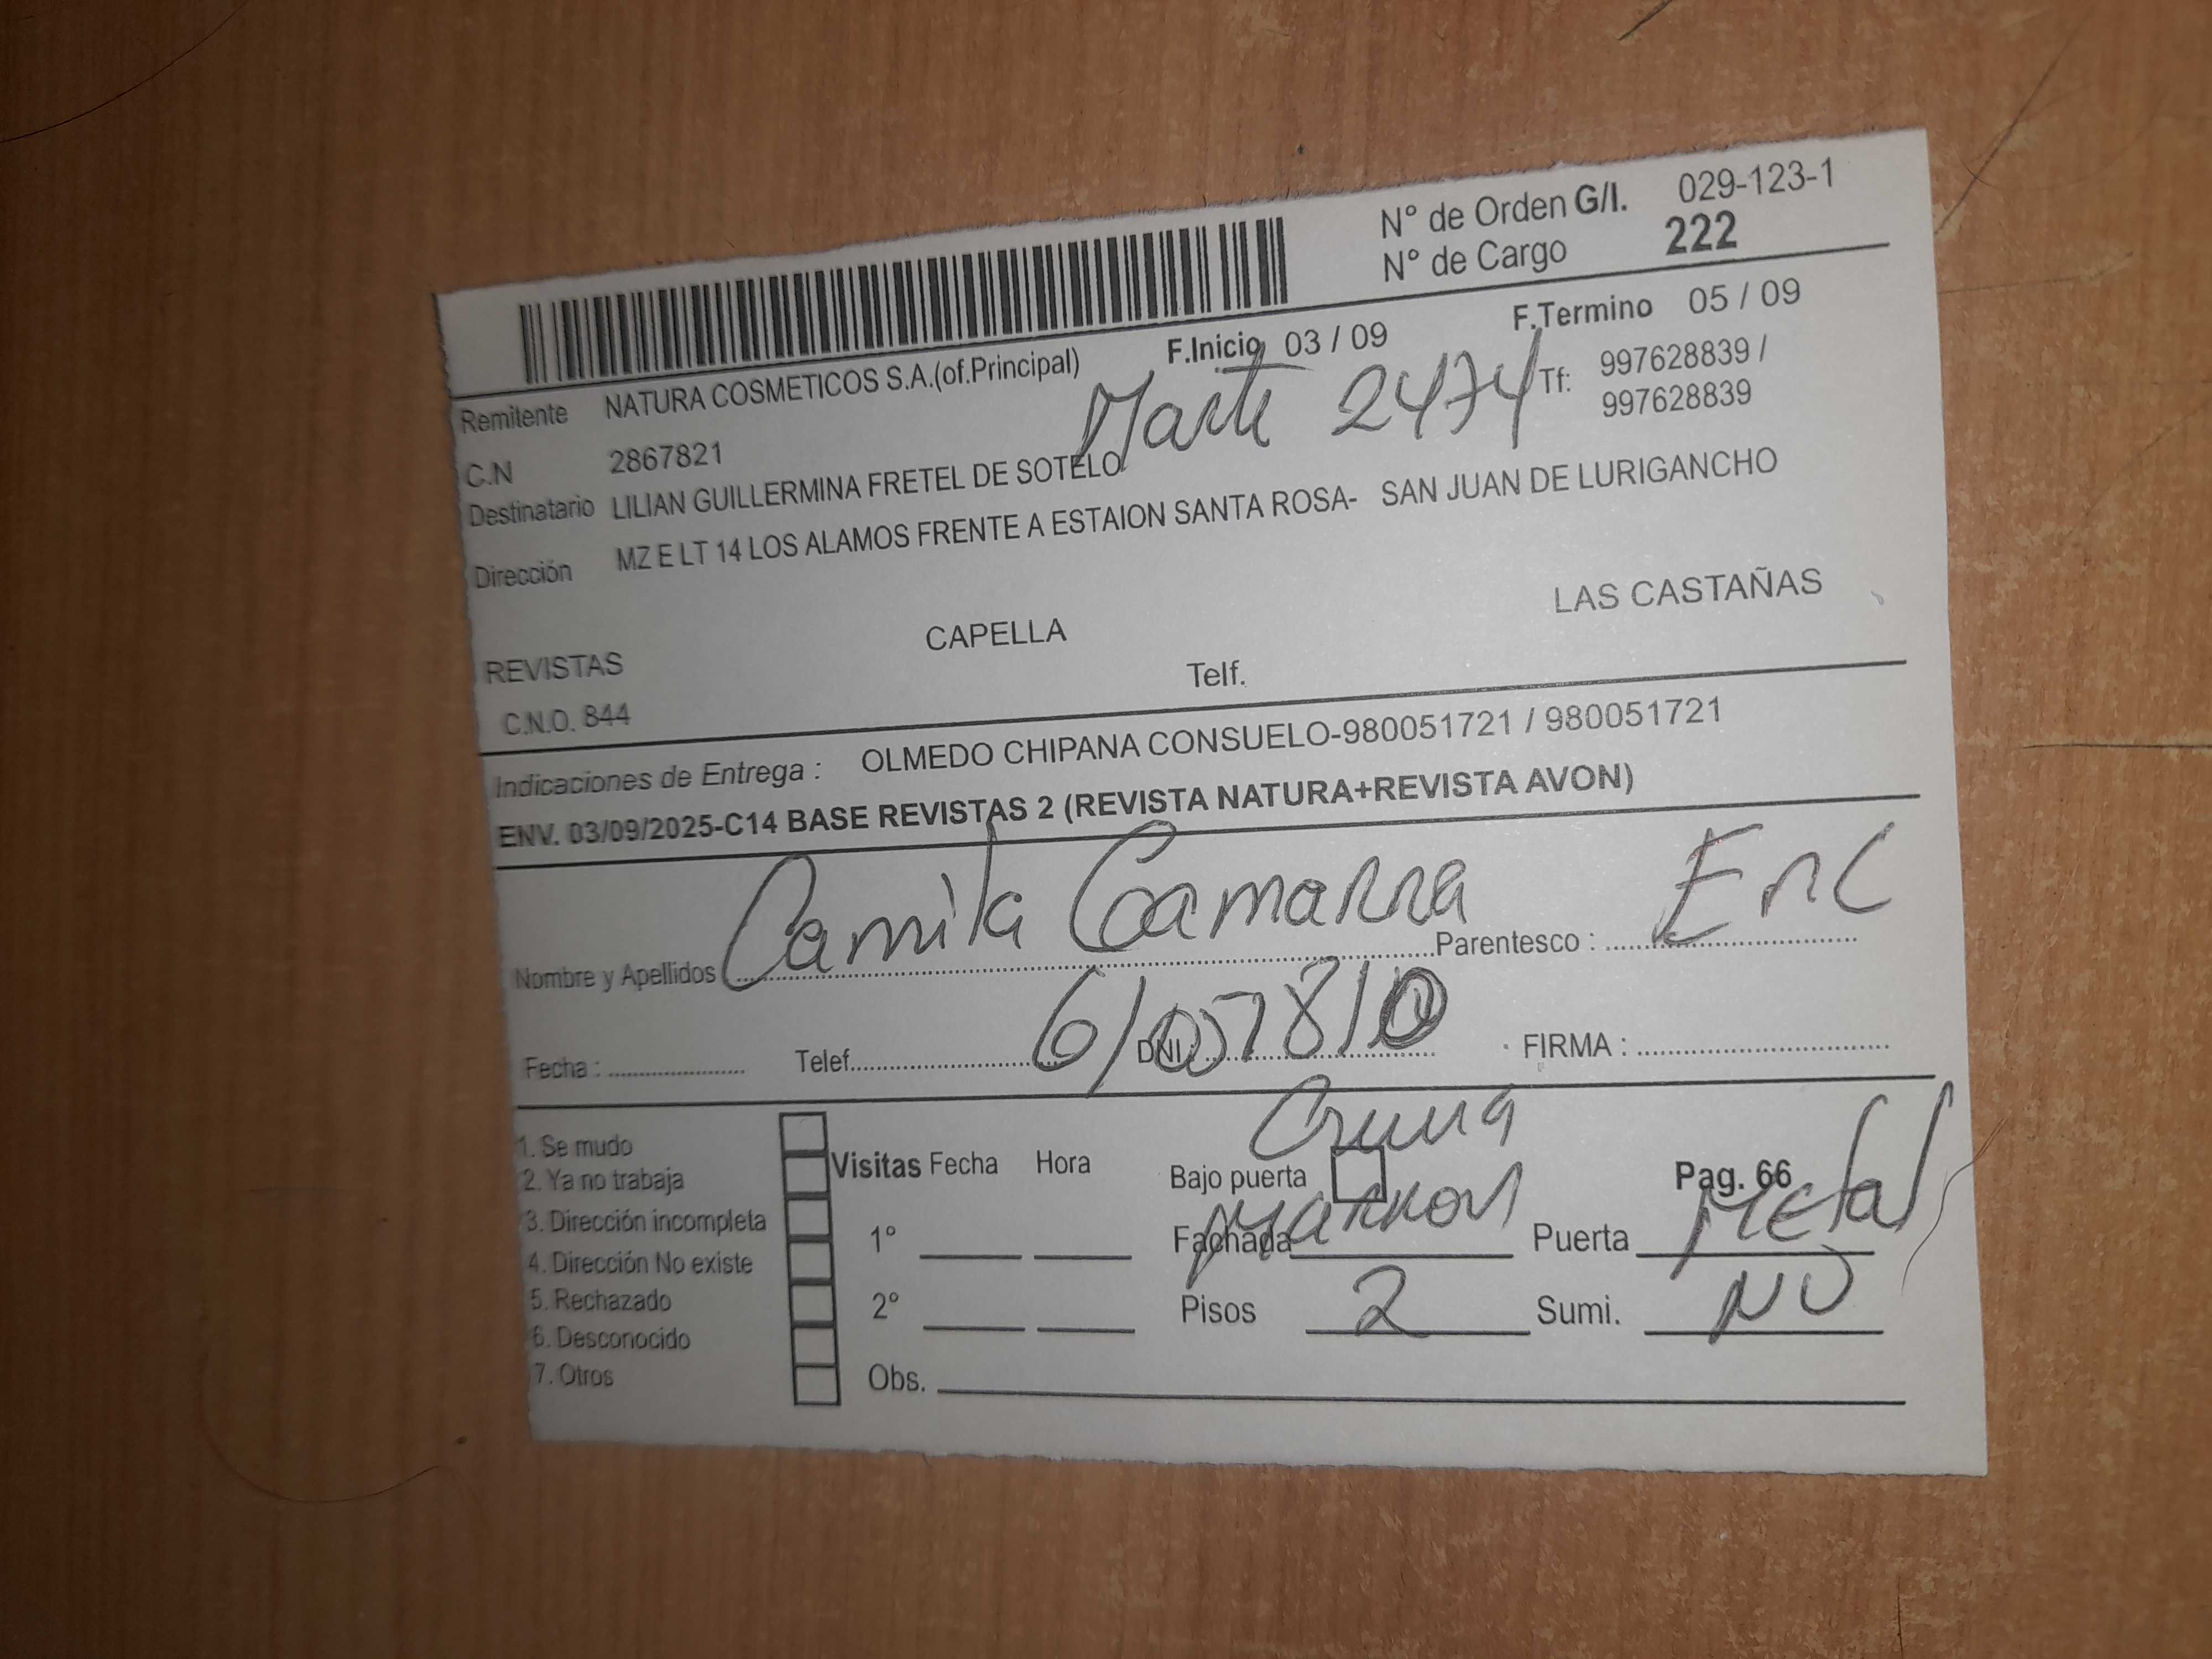 N° de Orden G/I. 029-123-1
N° de Cargo 222
F.Inicio 03 / 09 F.Termino 05 / 09
Remitente NATURA COSMETICOS S.A.(of.Principal)
Marte 2474 Tf: 997628839 /
997628839
C.N 2867821
Destinatario LILIAN GUILLERMINA FRETEL DE SOTELO
Dirección MZ E LT 14 LOS ALAMOS FRENTE A ESTAION SANTA ROSA- SAN JUAN DE LURIGANCHO
REVISTAS CAPELLA LAS CASTAÑAS
C.N.O. 844 Telf.
Indicaciones de Entrega : OLMEDO CHIPANA CONSUELO-980051721 / 980051721
ENV. 03/09/2025-C14 BASE REVISTAS 2 (REVISTA NATURA+REVISTA AVON)
Nombre y Apellidos Camila Camarra Parentesco : Enc
Fecha : Telef. DNI : FIRMA :
1. Se mudo
2. Ya no trabaja
3. Dirección incompleta
4. Dirección No existe
5. Rechazado
6. Desconocido
7. Otros
Visitas Fecha Hora
1°
2°
Obs.
Bajo puerta Pag. 66
Fachada Marron Puerta Metal
Pisos 2 Sumi. NO